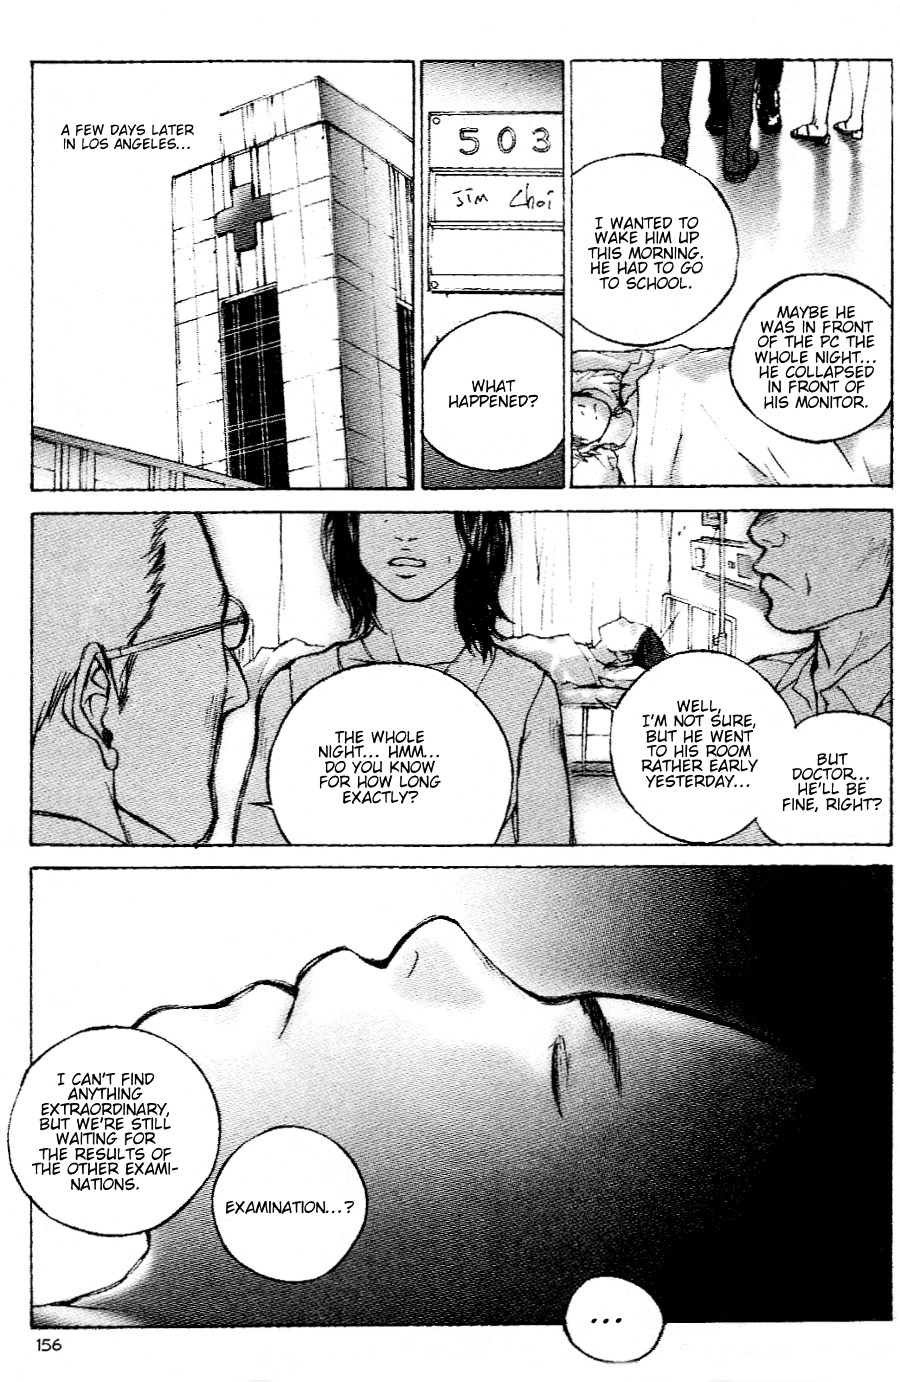 A FEW DAYS LATER
IN LOS ANGELES...
503
Jim Choi
WHAT
HAPPENED?
I WANTED TO
WAKE HIM UP
THIS MORNING.
HE HAD TO GO
TO SCHOOL.
MAYBE HE
WAS IN FRONT
OF THE PC THE
WHOLE NIGHT...
HE COLLAPSED
IN FRONT OF
HIS MONITOR.
THE WHOLE
NIGHT... HMM...
DO YOU KNOW
FOR HOW LONG
EXACTLY?
WELL,
I'M NOT SURE,
BUT HE WENT
TO HIS ROOM
RATHER EARLY
YESTERDAY...
BUT
DOCTOR...
HE'LL BE
FINE, RIGHT?
I CAN'T FIND
ANYTHING
EXTRAORDINARY,
BUT WE'RE STILL
WAITING FOR
THE RESULTS OF
THE OTHER EXAMI-
NATIONS.
EXAMINATION...?
...
156